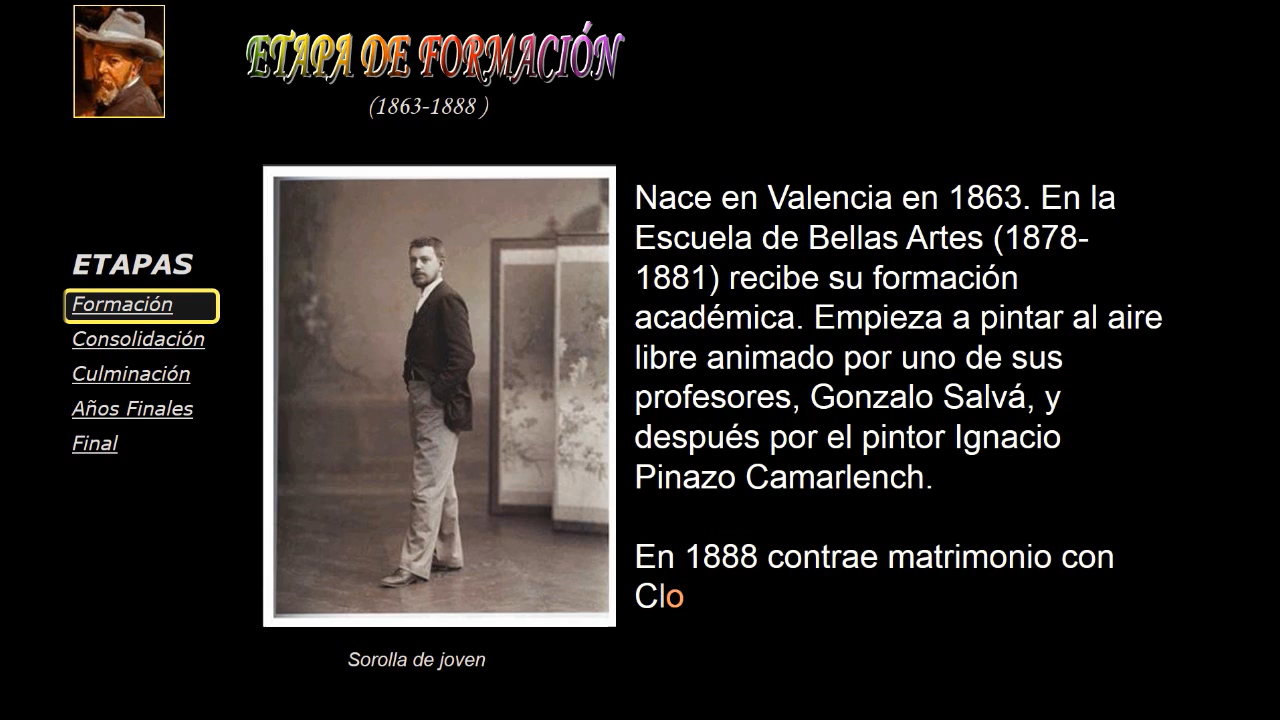 ETAPA DE FORMACIÓN
(1863-1888 )
ETAPAS
Formación
Consolidación
Culminación
Años Finales
Final
Nace en Valencia en 1863. En la
Escuela de Bellas Artes (1878-
1881) recibe su formación
académica. Empieza a pintar al aire
libre animado por uno de sus
profesores, Gonzalo Salvá, y
después por el pintor Ignacio
Pinazo Camarlench.
En 1888 contrae matrimonio con
Clo
Sorolla de joven